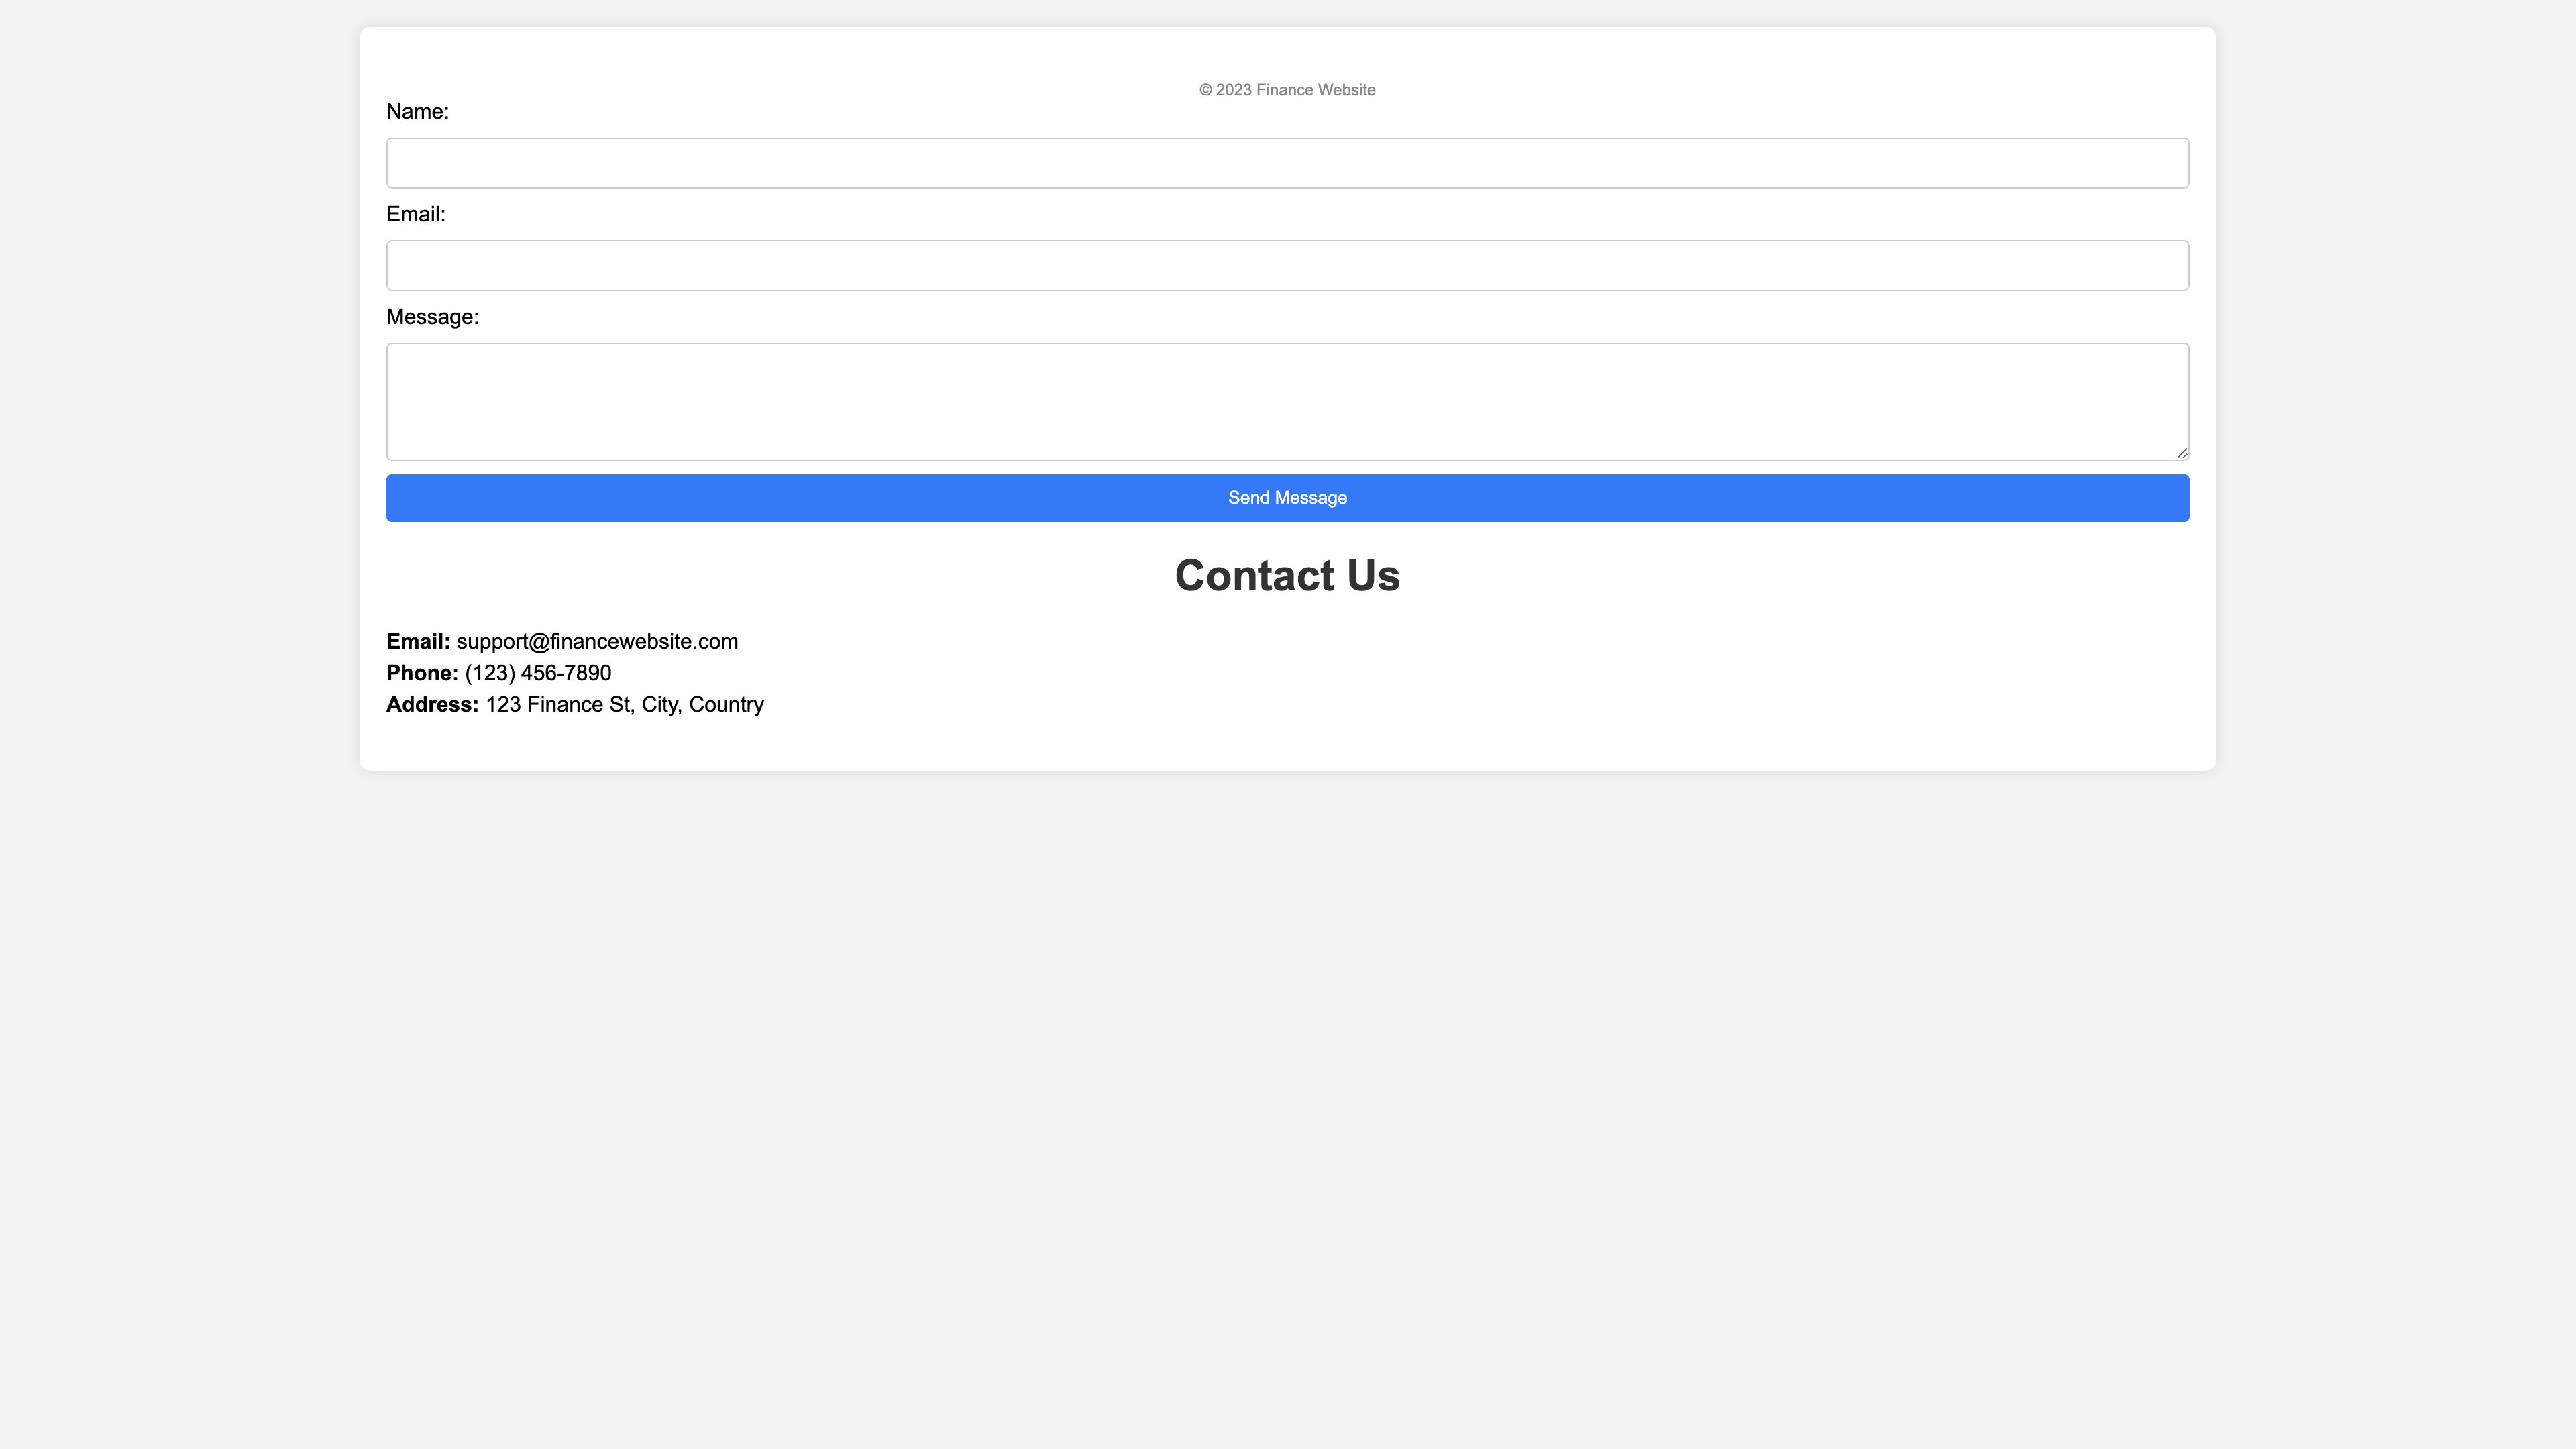 © 2023 Finance Website
Name:
Email:
Message:
Send Message
Contact Us
Email: support@financewebsite.com
Phone: (123) 456-7890
Address: 123 Finance St, City, Country